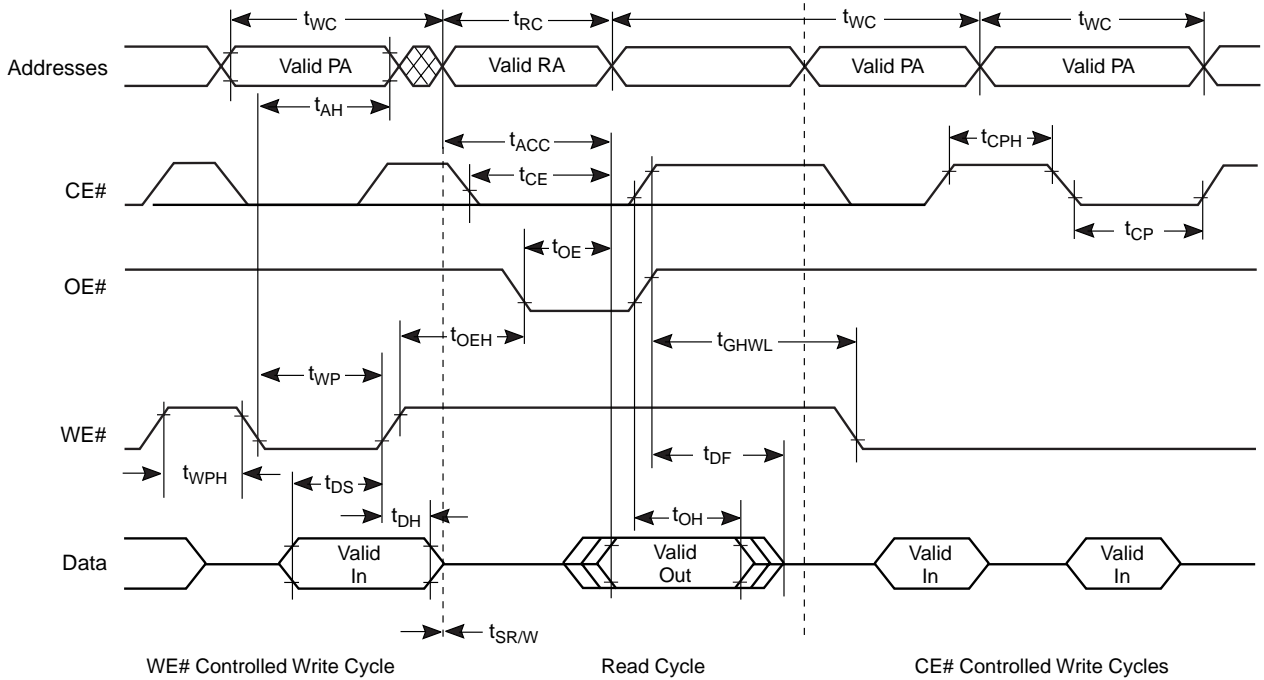 tWC tRC tWC tWC
Addresses Valid PA Valid RA Valid PA Valid PA
tAH
tACC tCPH
CE# tCE
tOE tCP
OE#
tOEH tGHWL
tWP
WE#
tWPH tDS tDF
tDH tOH
Data Valid In Valid Out Valid In Valid In
tSR/W
WE# Controlled Write Cycle Read Cycle CE# Controlled Write Cycles